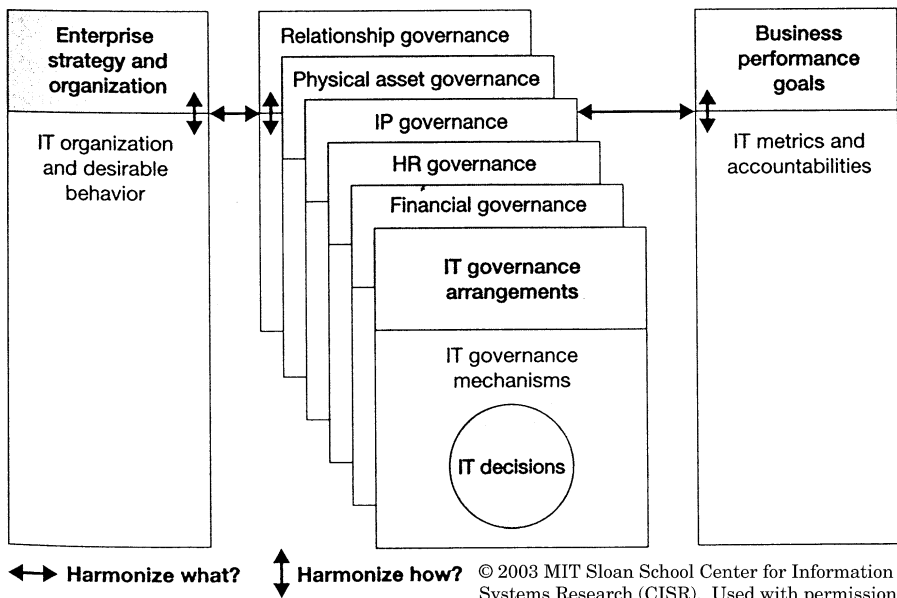 Enterprise
strategy and
organization
IT organization
and desirable
behavior
Relationship governance
Physical asset governance
IP governance
HR governance
Financial governance
IT governance
arrangements
IT governance
mechanisms
IT decisions
Business
performance
goals
IT metrics and
accountabilities
Harmonize what?
Harmonize how?
© 2003 MIT Sloan School Center for Information
Systems Research (CISR). Used with permission